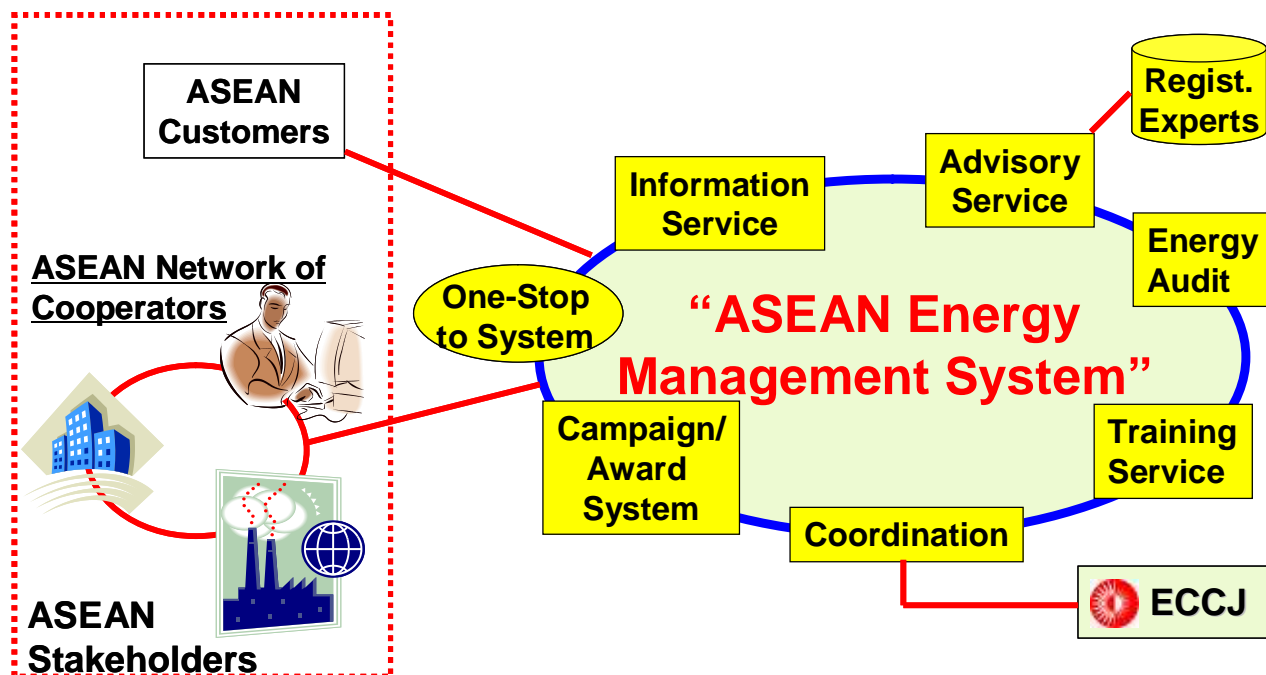 ASEAN
Customers
ASEAN Network of
Cooperators
ASEAN
Stakeholders
One-Stop
to System
Information
Service
Advisory
Service
Regist.
Experts
Energy
Audit
“ASEAN Energy
Management System”
Campaign/
Award
System
Training
Service
Coordination
ECCJ